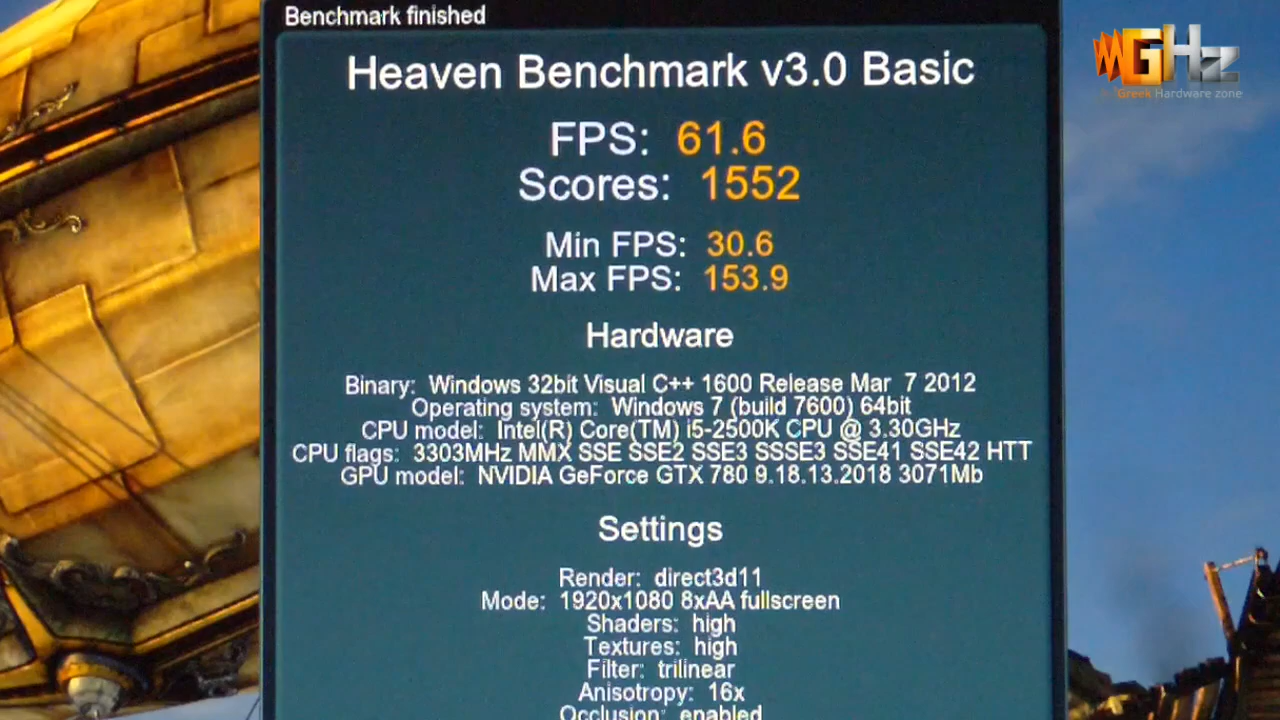 Benchmark finished
Heaven Benchmark v3.0 Basic
FPS: 61.6
Scores: 1552
Min FPS: 30.6
Max FPS: 153.9
Hardware
Binary: Windows 32bit Visual C++ 1600 Release Mar 7 2012
Operating system: Windows 7 (build 7600) 64bit
CPU model: Intel(R) Core(TM) i5-2500K CPU @ 3.30GHz
CPU flags: 3303MHz MMX SSE SSE2 SSE3 SSSE3 SSE41 SSE42 HTT
GPU model: NVIDIA GeForce GTX 780 9.18.13.2018 3071Mb
Settings
Render: direct3d11
Mode: 1920x1080 8xAA fullscreen
Shaders: high
Textures: high
Filter: trilinear
Anisotropy: 16x
Occlusion: enabled
GHz
Greek Hardware zone